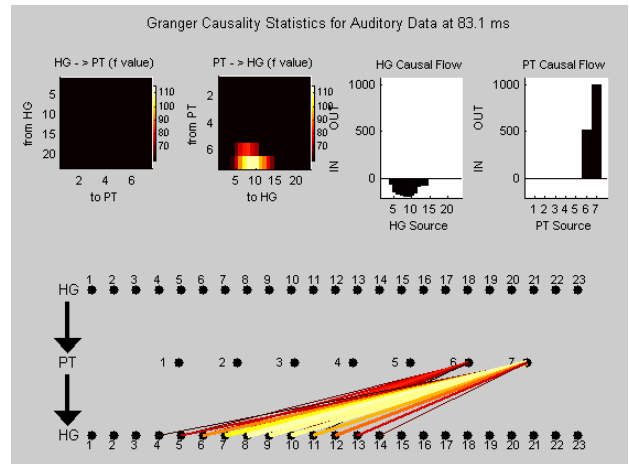 Granger Causality Statistics for Auditory Data at 83.1 ms
HG - > PT (f value)
PT - > HG (f value)
HG Causal Flow
PT Causal Flow
from HG
5
10
15
20
2 4 6
to PT
110
100
90
80
70
from PT
2
4
6
5 10 15 20
to HG
110
100
90
80
70
IN OUT
1000
500
0
5 10 15 20
HG Source
IN OUT
1000
500
0
1 2 3 4 5 6 7
PT Source
1 2 3 4 5 6 7 8 9 10 11 12 13 14 15 16 17 18 19 20 21 22 23
HG
PT
1 2 3 4 5 6 7
HG
1 2 3 4 5 6 7 8 9 10 11 12 13 14 15 16 17 18 19 20 21 22 23